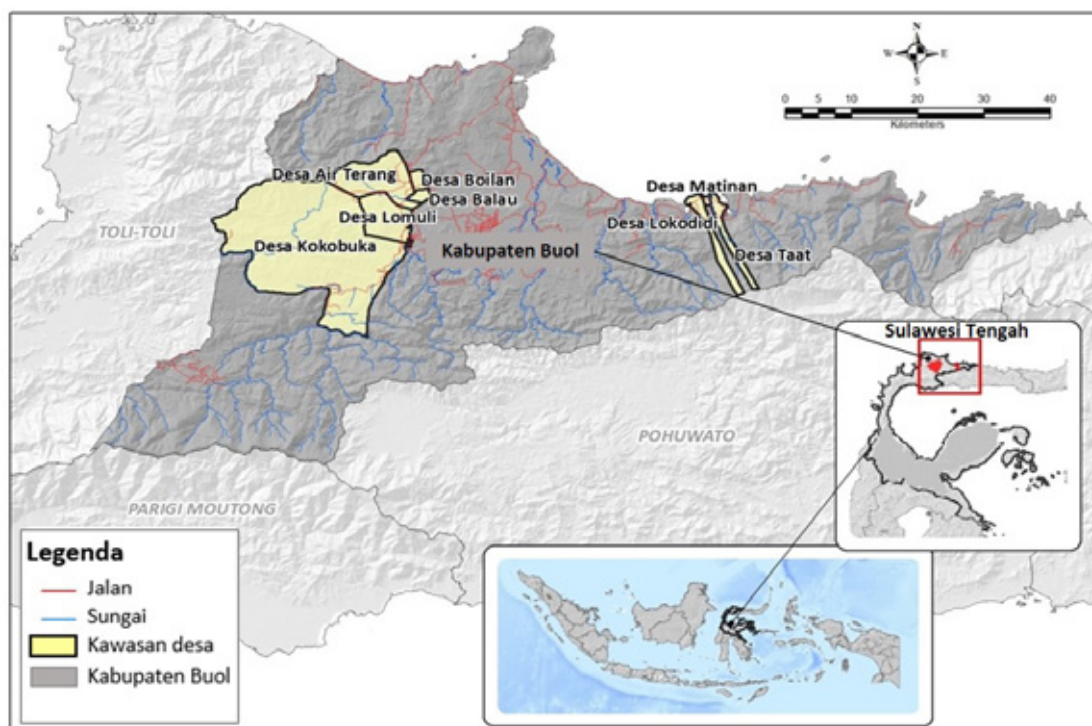 N
W
E
S
0
5
10
20
30
40
Kilometers
Desa Air Terang
Desa Boilan
Desa Balau
Desa Lomuli
Desa Kokobuka
TOLI-TOLI
Kabupaten Buol
Desa Matinan
Desa Lokodidi
Desa Taat
Sulawesi Tengah
POHUWATO
PARIGI MOUTONG
Legenda
Jalan
Sungai
Kawasan desa
Kabupaten Buol